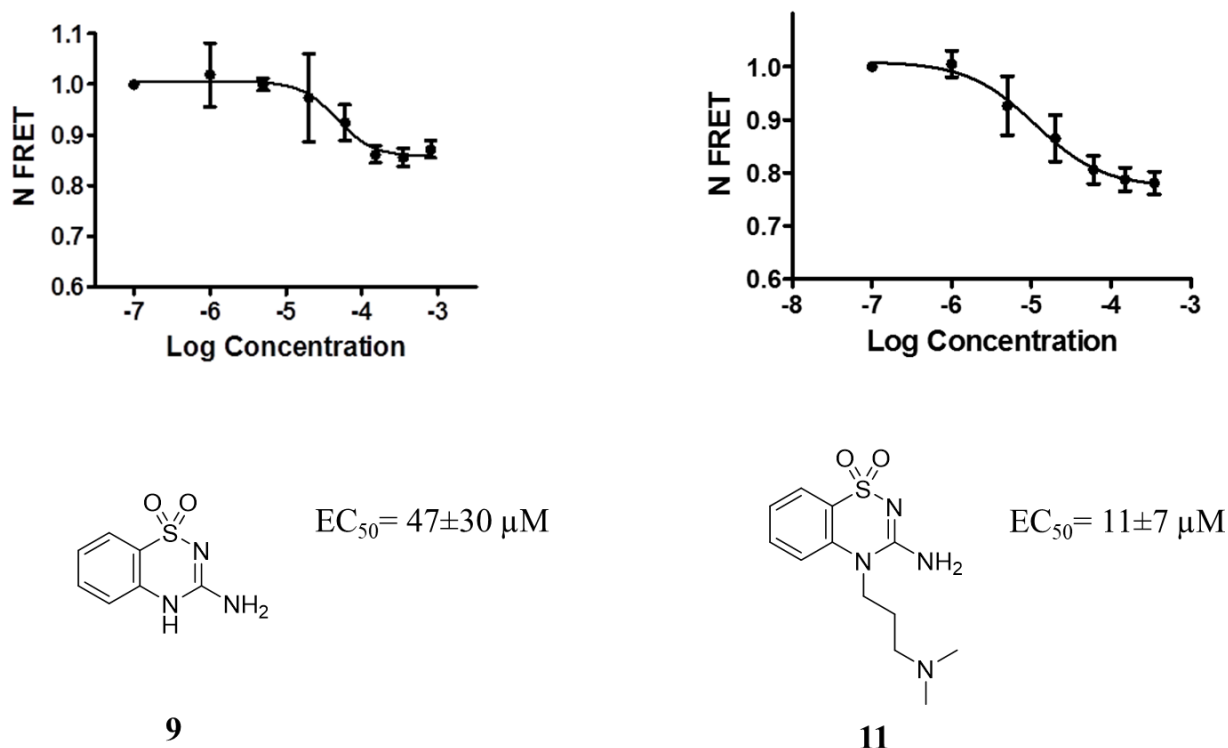 1.1
1.0
0.9
0.8
0.7
0.6
N FRET
-7 -6 -5 -4 -3
Log Concentration
1.0
0.9
0.8
0.7
0.6
N FRET
-8 -7 -6 -5 -4 -3
Log Concentration
O O
S
N
N
H
NH2
EC50= 47±30 µM
9
O O
S
N
N
NH2
N
EC50= 11±7 µM
11